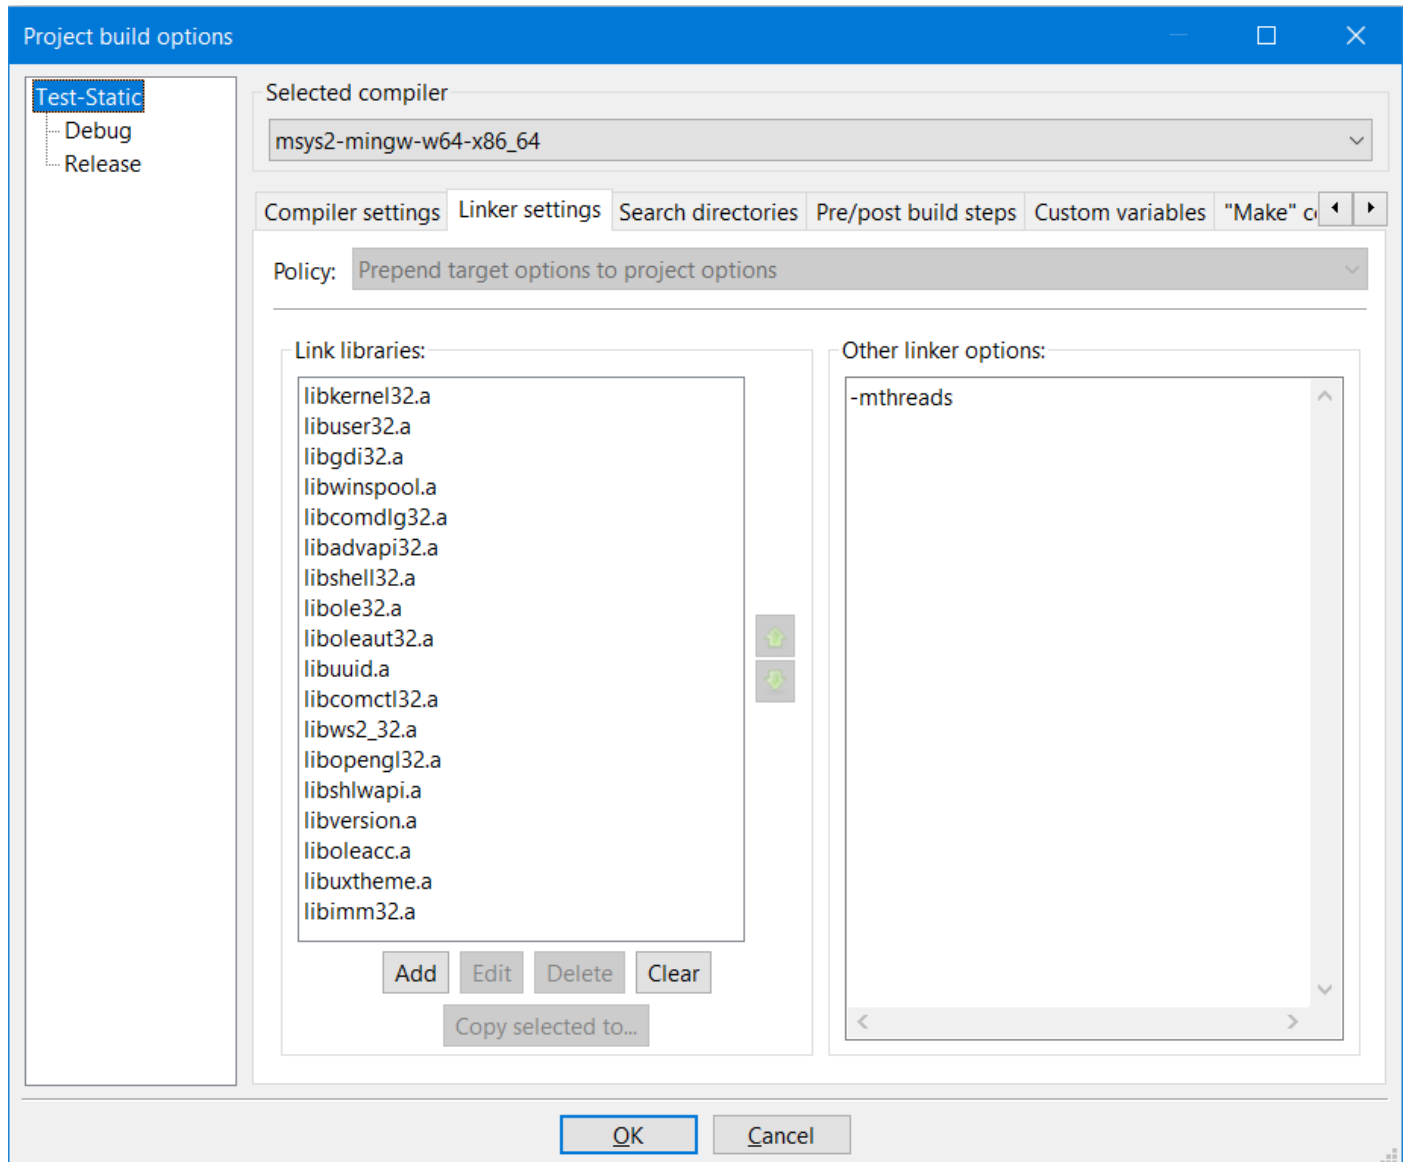 Project build options
Test-Static
Debug
Release
Selected compiler
msys2-mingw-w64-x86_64
Compiler settings
Linker settings
Search directories
Pre/post build steps
Custom variables
"Make" c
Policy:
Prepend target options to project options
Link libraries:
libkernel32.a
libuser32.a
libgdi32.a
libwinspool.a
libcomdlg32.a
libadvapi32.a
libshell32.a
libole32.a
liboleaut32.a
libuuid.a
libcomctl32.a
libws2_32.a
libopengl32.a
libshlwapi.a
libversion.a
liboleacc.a
libuxtheme.a
libimm32.a
Add
Edit
Delete
Clear
Copy selected to...
Other linker options:
-mthreads
OK
Cancel